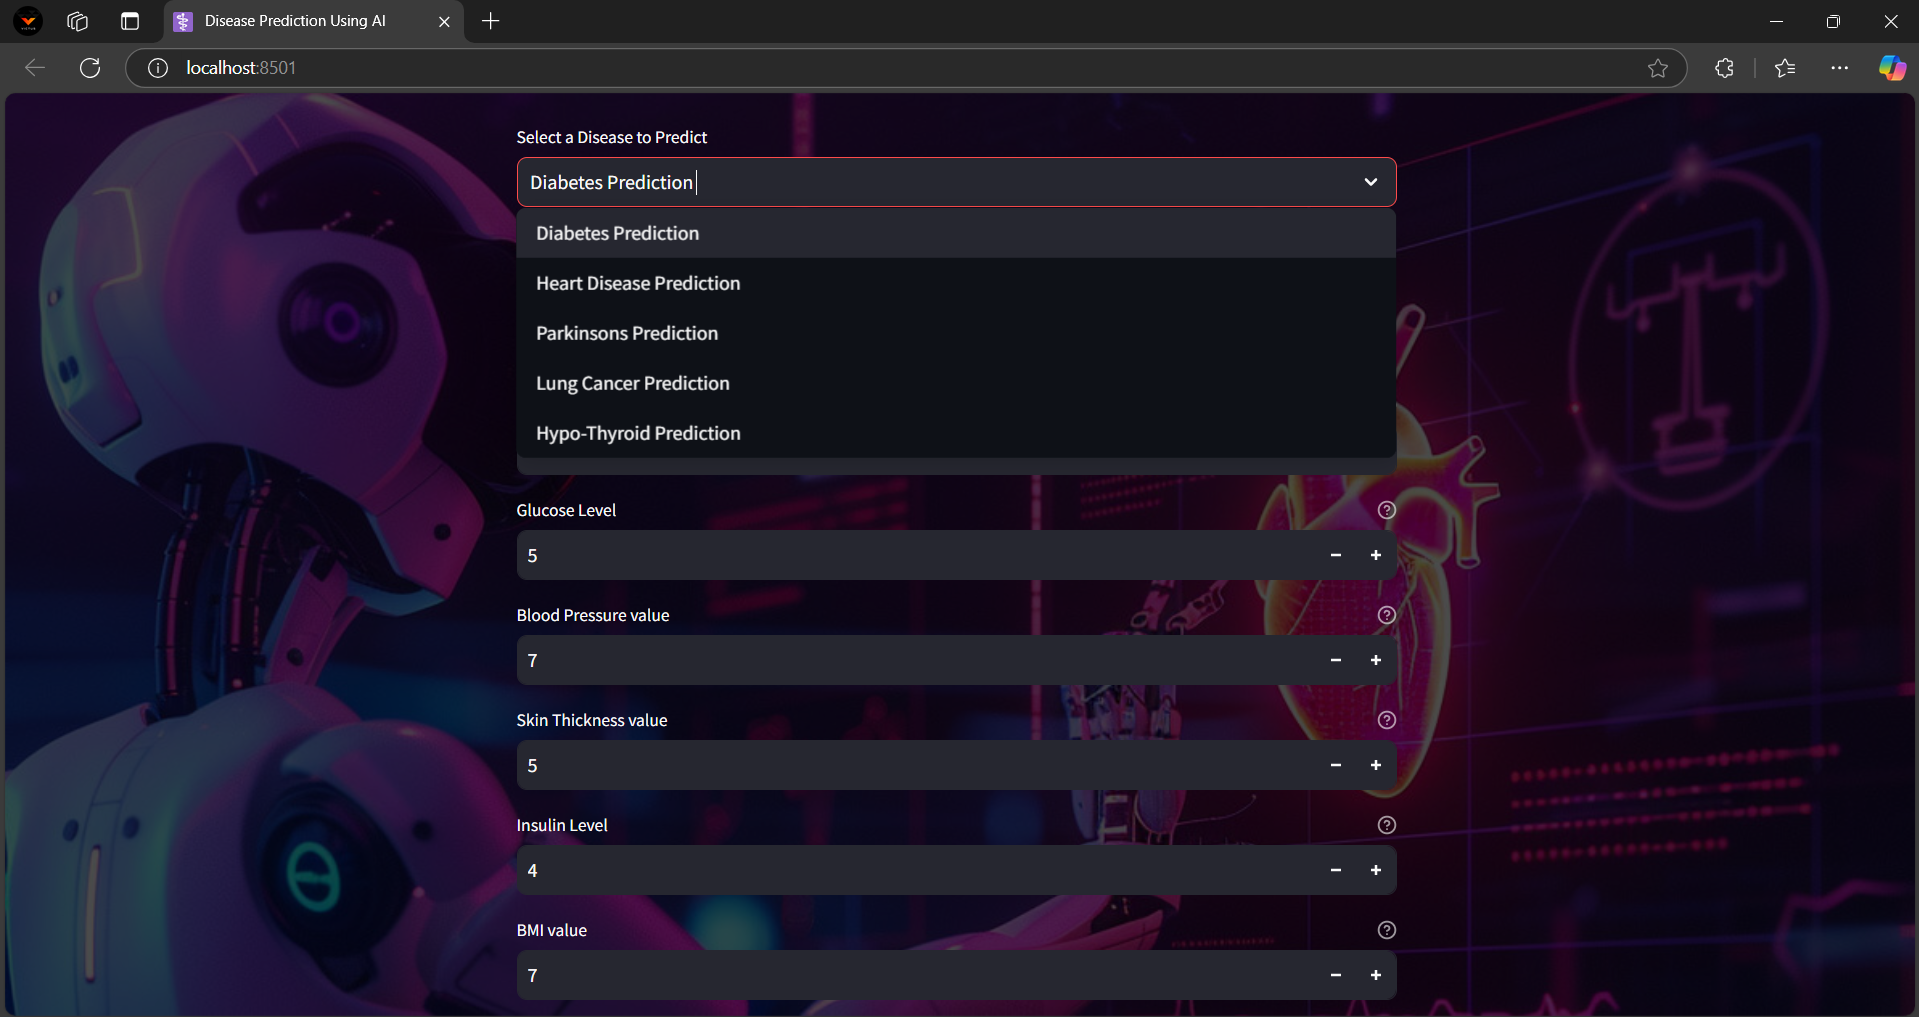 Disease Prediction Using AI
localhost:8501
Select a Disease to Predict
Diabetes Prediction
Diabetes Prediction
Heart Disease Prediction
Parkinsons Prediction
Lung Cancer Prediction
Hypo-Thyroid Prediction
Glucose Level
5
Blood Pressure value
7
Skin Thickness value
5
Insulin Level
4
BMI value
7